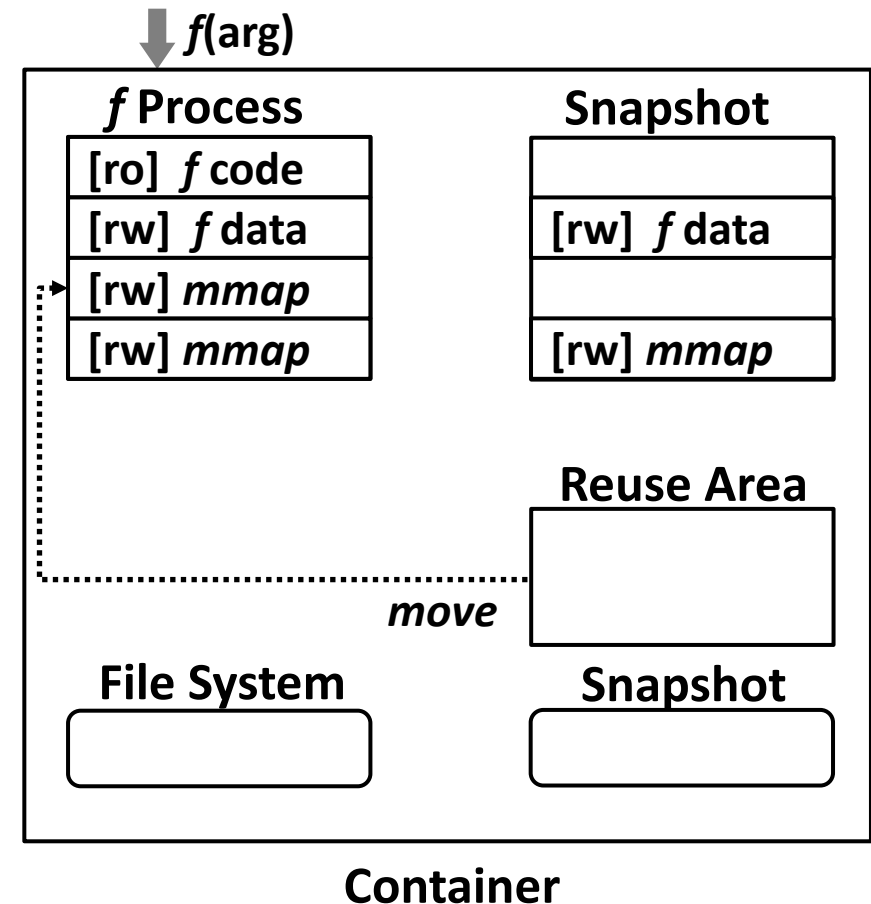 f(arg)
f Process
[ro] f code
[rw] f data
[rw] mmap
[rw] mmap
Snapshot
[rw] f data
[rw] mmap
Reuse Area
move
File System
Snapshot
Container